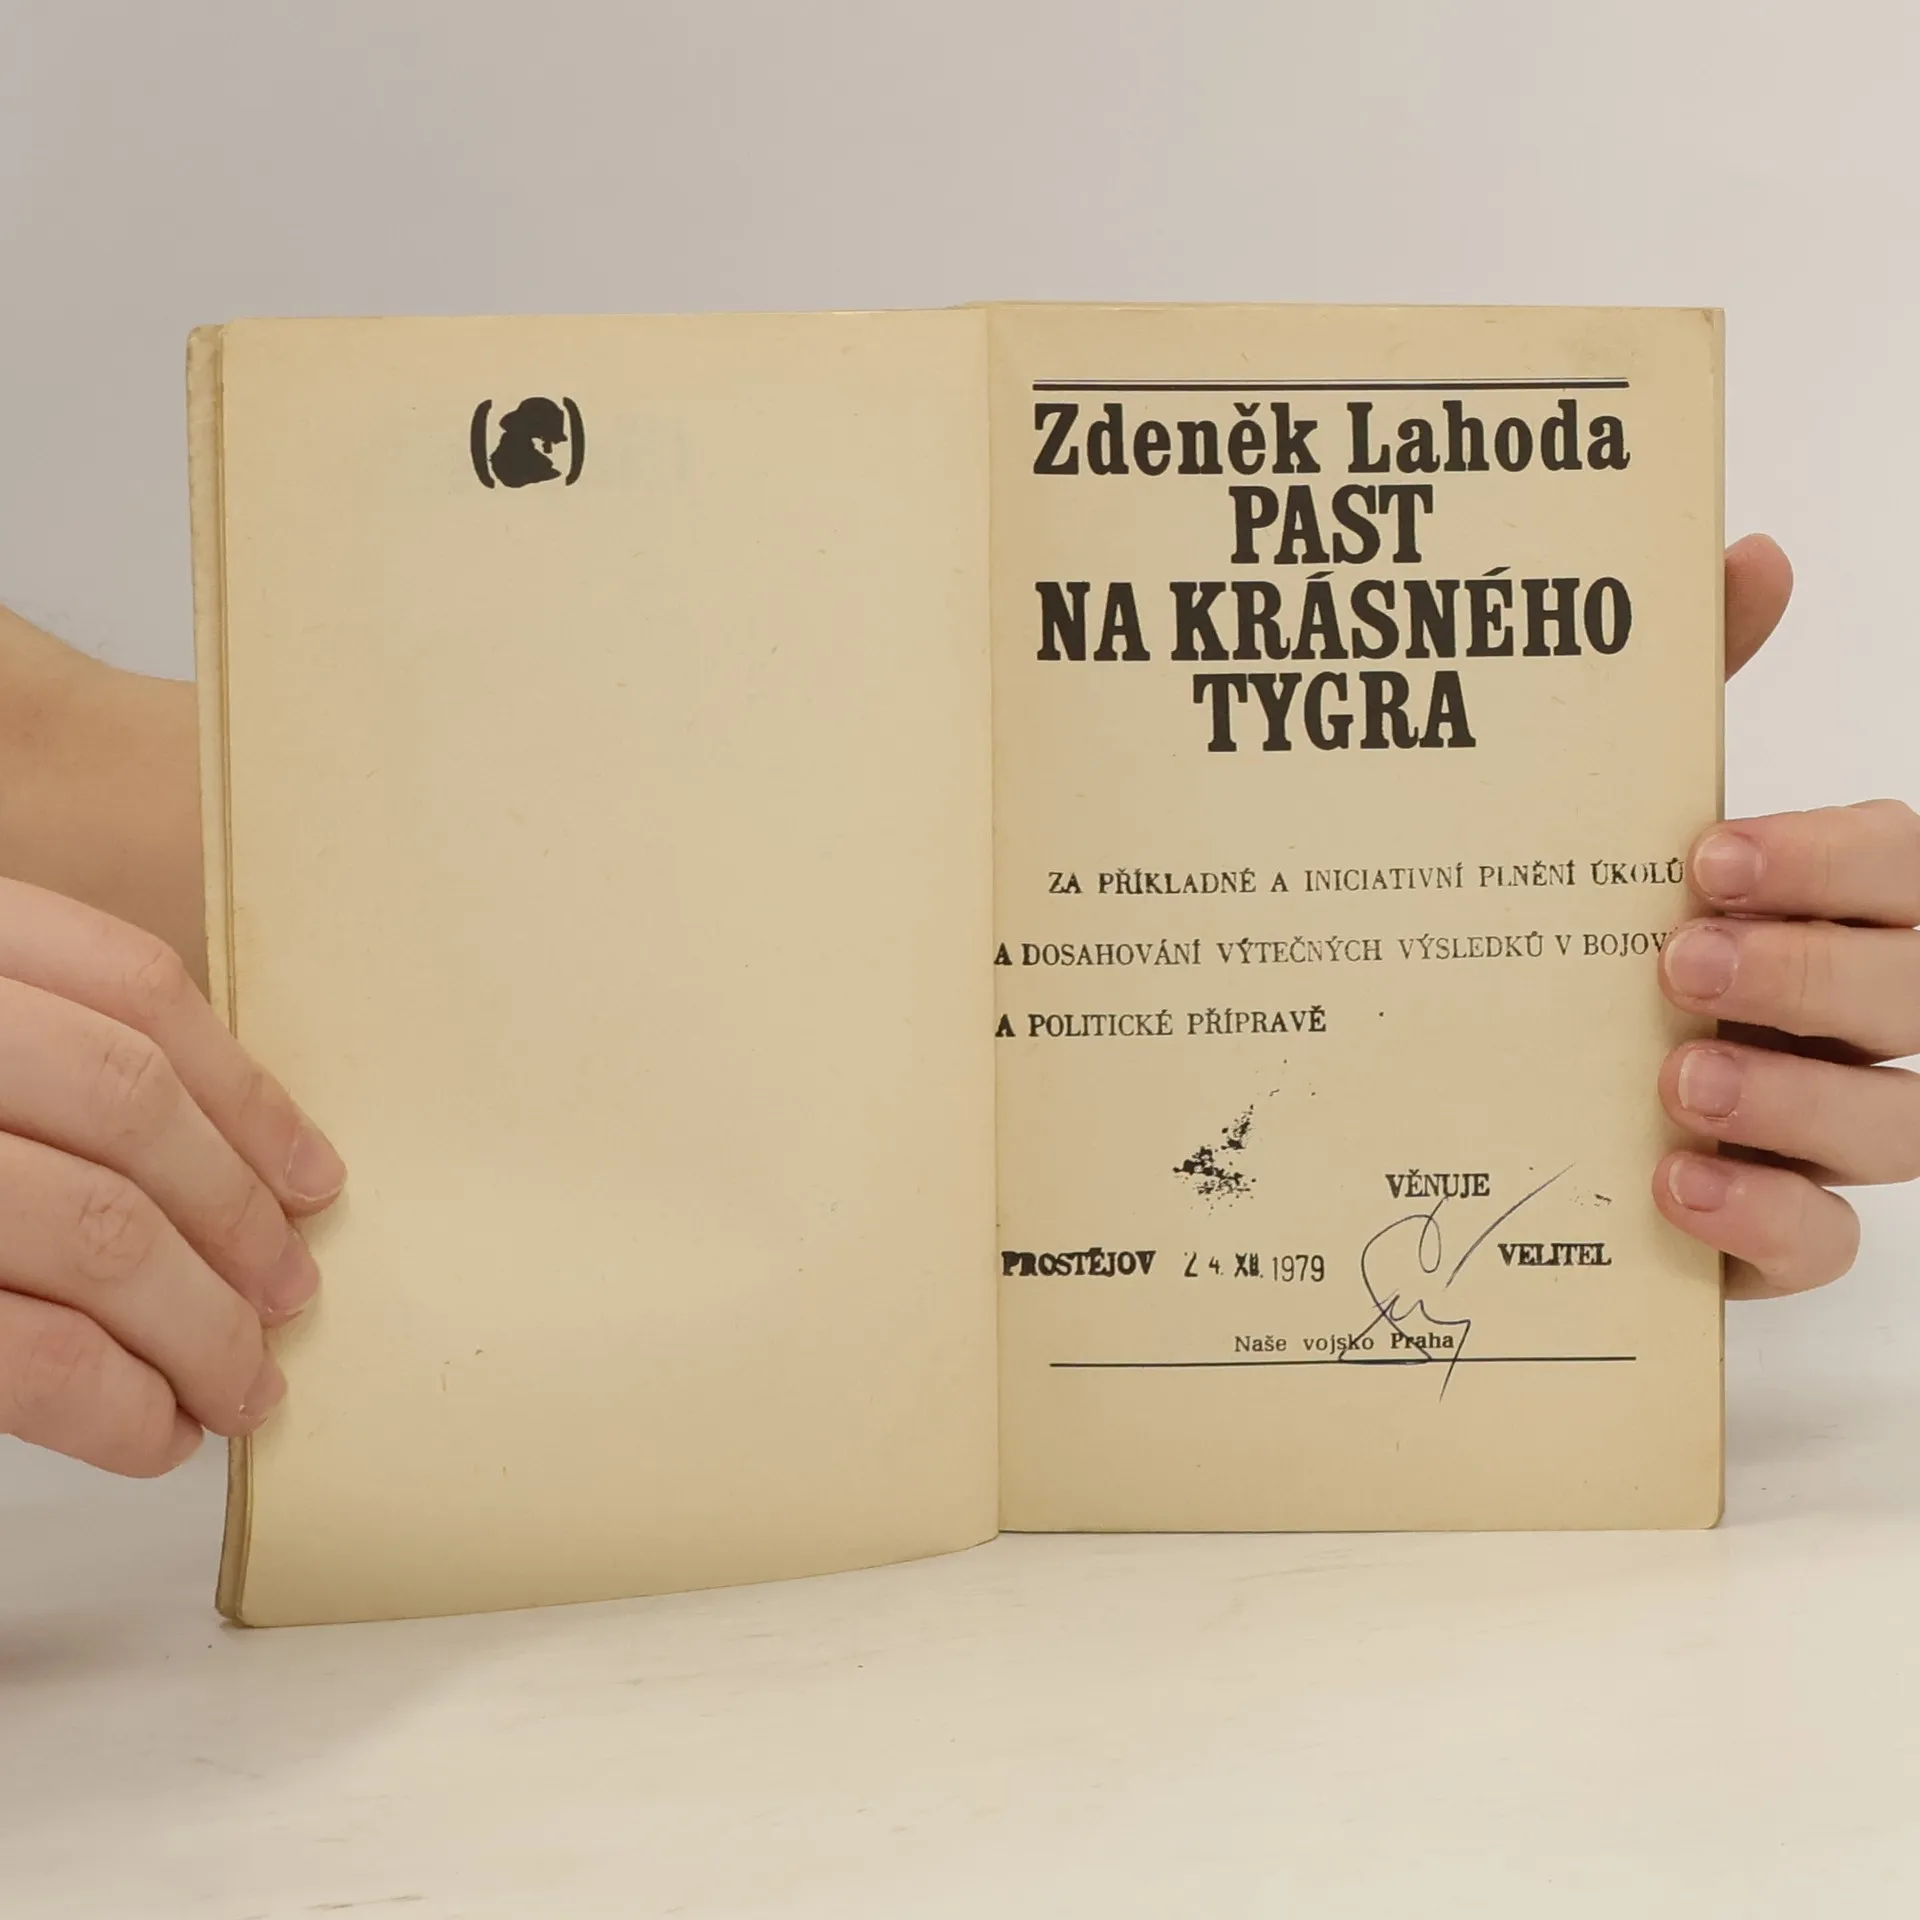 Zdeněk Lahoda
PAST
NA KRÁSNÉHO
TYGRA
ZA PŘÍKLADNÉ A INICIATIVNÍ PLNĚNÍ ÚKOLŮ
A DOSAHOVÁNÍ VÝTEČNÝCH VÝSLEDKŮ V BOJOV
A POLITICKÉ PŘÍPRAVĚ
VĚNUJE
PROSTĚJOV 24. XII. 1979 VELITEL
Naše vojsko Praha